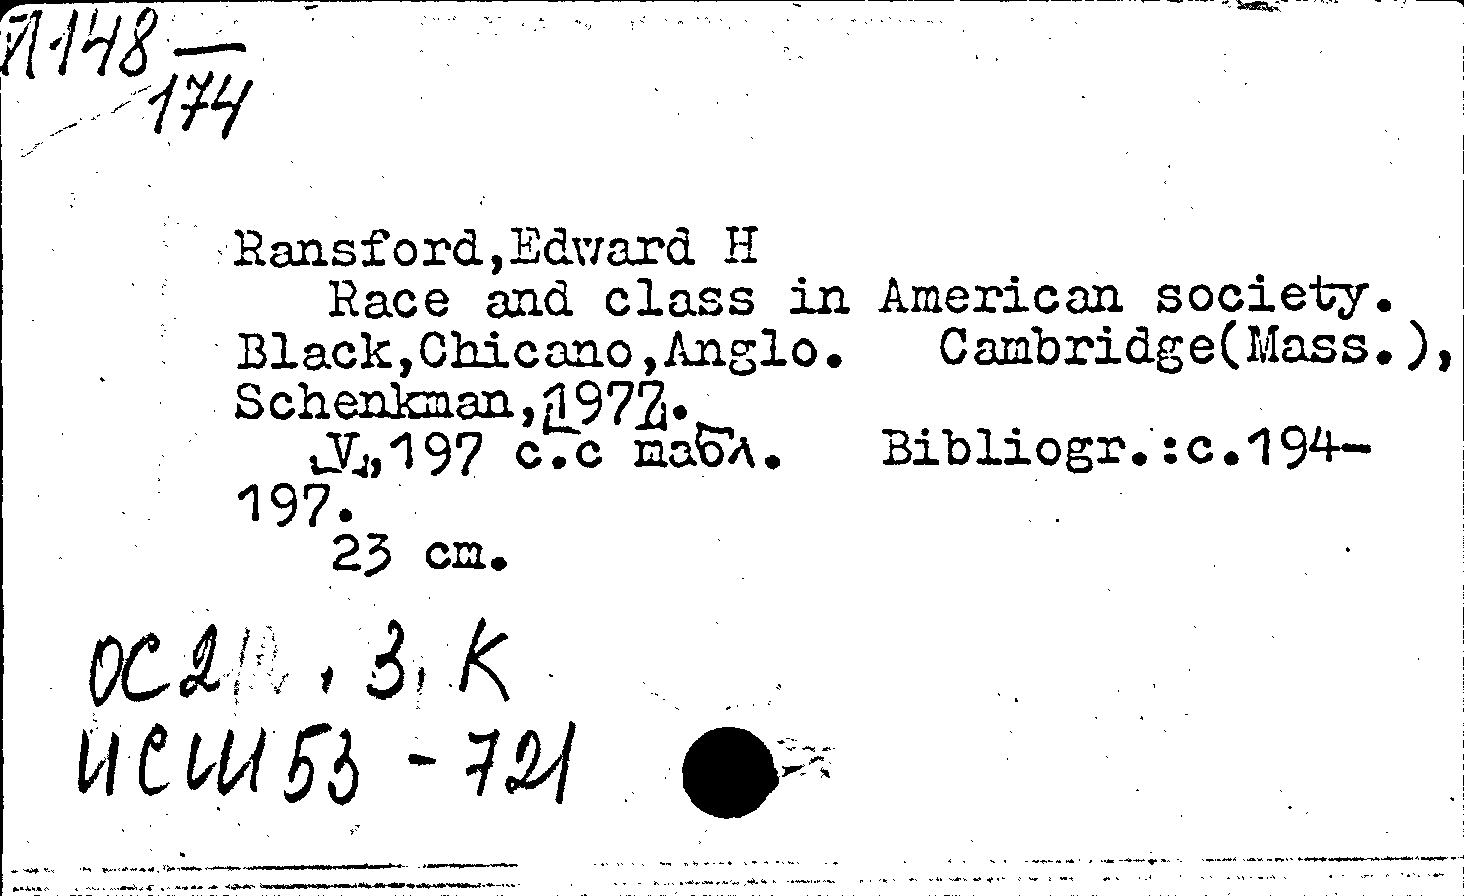 Л148—
174
Ransford,Edward H
Race and class in American society.
Black,Chicano,Anglo. Cambridge(Mass.),
Schenkman,[1977].
[V],197 с.с табл. Bibliogr.:с.194-
197.
23 cm.
ОС2 , 3, К
ИСШ53-721